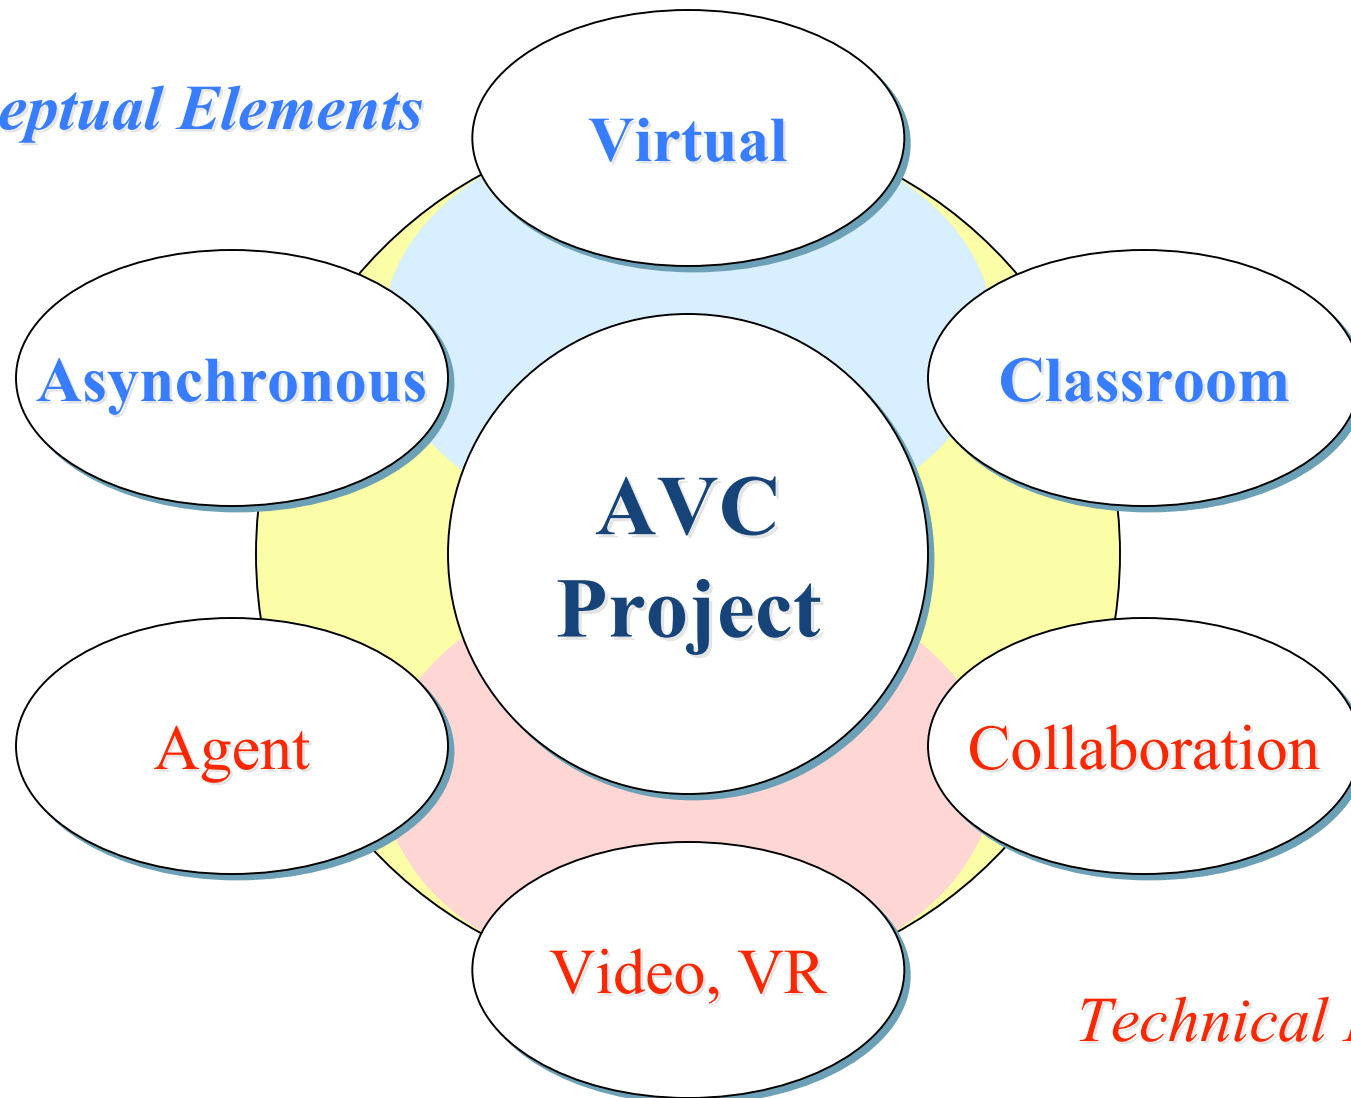 eptual Elements
Virtual
Asynchronous
Classroom
AVC
Project
Agent
Collaboration
Video, VR
Technical